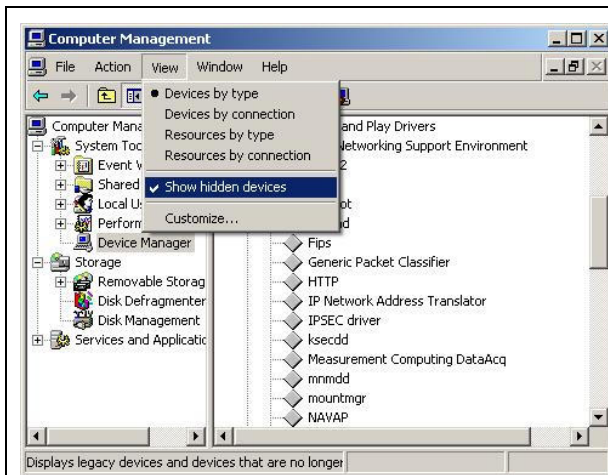 Computer Management
File Action View Window Help
Devices by type
Devices by connection
Resources by type
Resources by connection
Show hidden devices
Customize...
Computer Mana
System Too
Event V
Shared
Local U
Perform
Device Manager
Storage
Removable Storag
Disk Defragmenter
Disk Management
Services and Applicatio
and Play Drivers
Networking Support Environment
2
ot
d
Fips
Generic Packet Classifier
HTTP
IP Network Address Translator
IPSEC driver
ksecdd
Measurement Computing DataAcq
mnmdd
mountmgr
NAVAP
Displays legacy devices and devices that are no longer